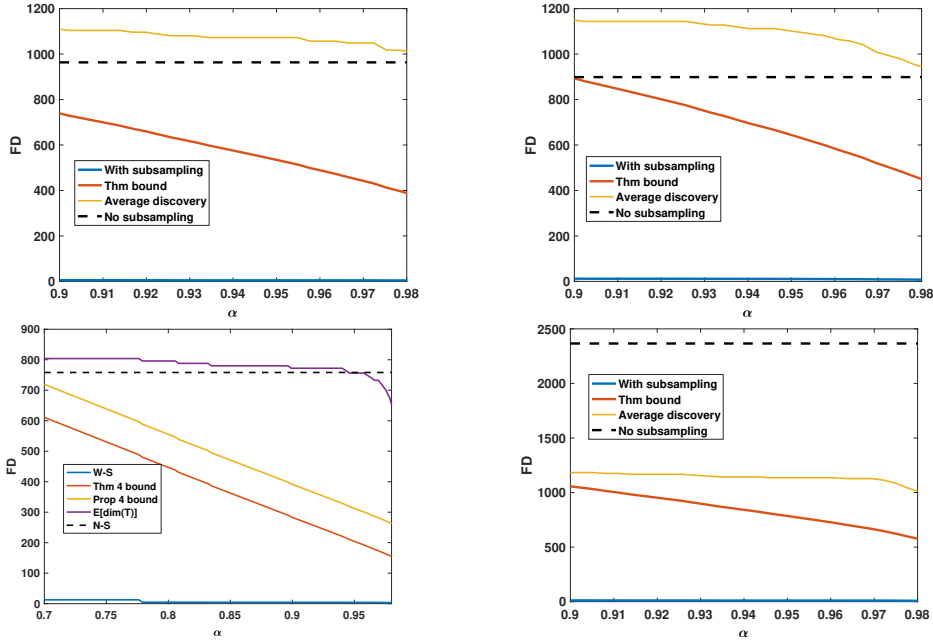 1200
1000
800
600
400
200
0
FD
With subsampling
Thm bound
Average discovery
No subsampling
0.9 0.91 0.92 0.93 0.94 0.95 0.96 0.97 0.98
α
1200
1000
800
600
400
200
0
FD
With subsampling
Thm bound
Average discovery
No subsampling
0.9 0.91 0.92 0.93 0.94 0.95 0.96 0.97 0.98
α
900
800
700
600
500
400
300
200
100
0
FD
W-S
Thm 4 bound
Prop 4 bound
E[dim(T)]
N-S
0.7 0.75 0.8 0.85 0.9 0.95
α
2500
2000
1500
1000
500
0
FD
With subsampling
Thm bound
Average discovery
No subsampling
0.9 0.91 0.92 0.93 0.94 0.95 0.96 0.97 0.98
α